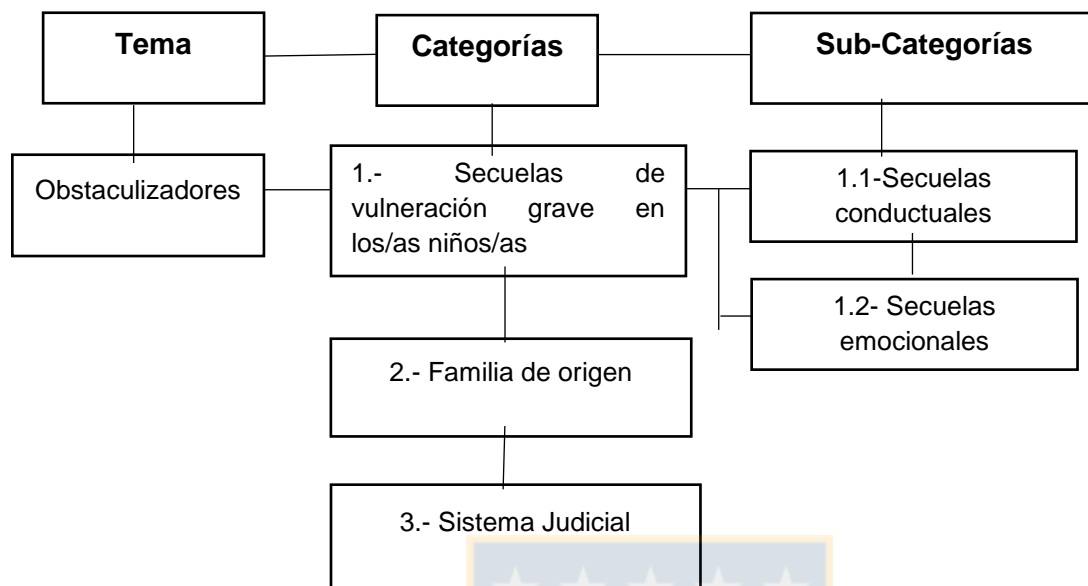 Tema
Categorías
Sub-Categorías
Obstaculizadores
1.- Secuelas de
vulneración grave en
los/as niños/as
1.1-Secuelas
conductuales
1.2- Secuelas
emocionales
2.- Familia de origen
3.- Sistema Judicial